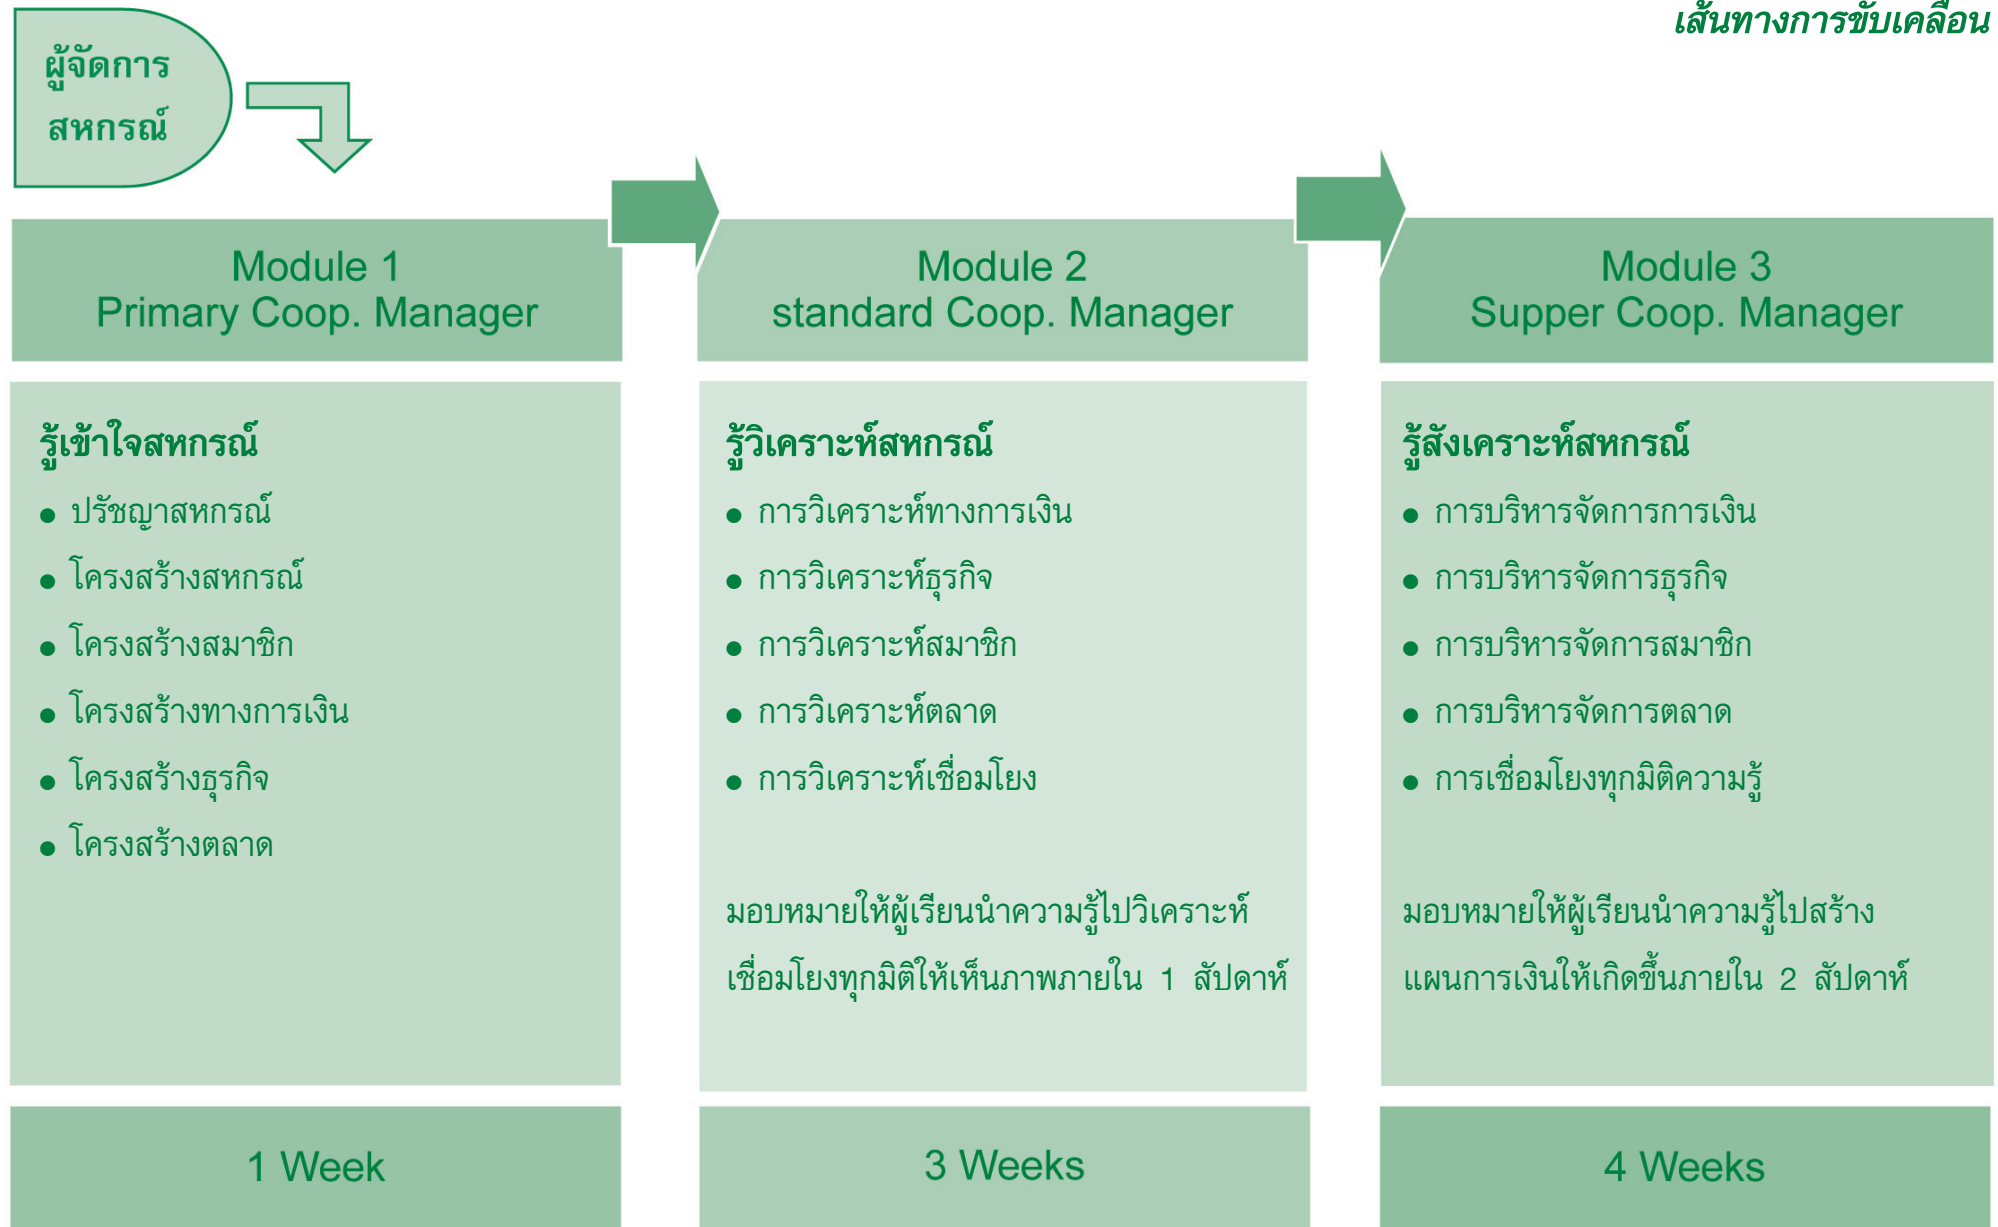 เส้นทางการขับเคลื่อน
ผู้จัดการ
สหกรณ์
Module 1
Primary Coop. Manager
รู้เข้าใจสหกรณ์
● ปรัชญาสหกรณ์
● โครงสร้างสหกรณ์
● โครงสร้างสมาชิก
● โครงสร้างทางการเงิน
● โครงสร้างธุรกิจ
● โครงสร้างตลาด
1 Week
Module 2
standard Coop. Manager
รู้วิเคราะห์สหกรณ์
● การวิเคราะห์ทางการเงิน
● การวิเคราะห์ธุรกิจ
● การวิเคราะห์สมาชิก
● การวิเคราะห์ตลาด
● การวิเคราะห์เชื่อมโยง
มอบหมายให้ผู้เรียนนำความรู้ไปวิเคราะห์
เชื่อมโยงทุกมิติให้เห็นภาพภายใน 1 สัปดาห์
3 Weeks
Module 3
Supper Coop. Manager
รู้สังเคราะห์สหกรณ์
● การบริหารจัดการการเงิน
● การบริหารจัดการธุรกิจ
● การบริหารจัดการสมาชิก
● การบริหารจัดการตลาด
● การเชื่อมโยงทุกมิติความรู้
มอบหมายให้ผู้เรียนนำความรู้ไปสร้าง
แผนการเงินให้เกิดขึ้นภายใน 2 สัปดาห์
4 Weeks